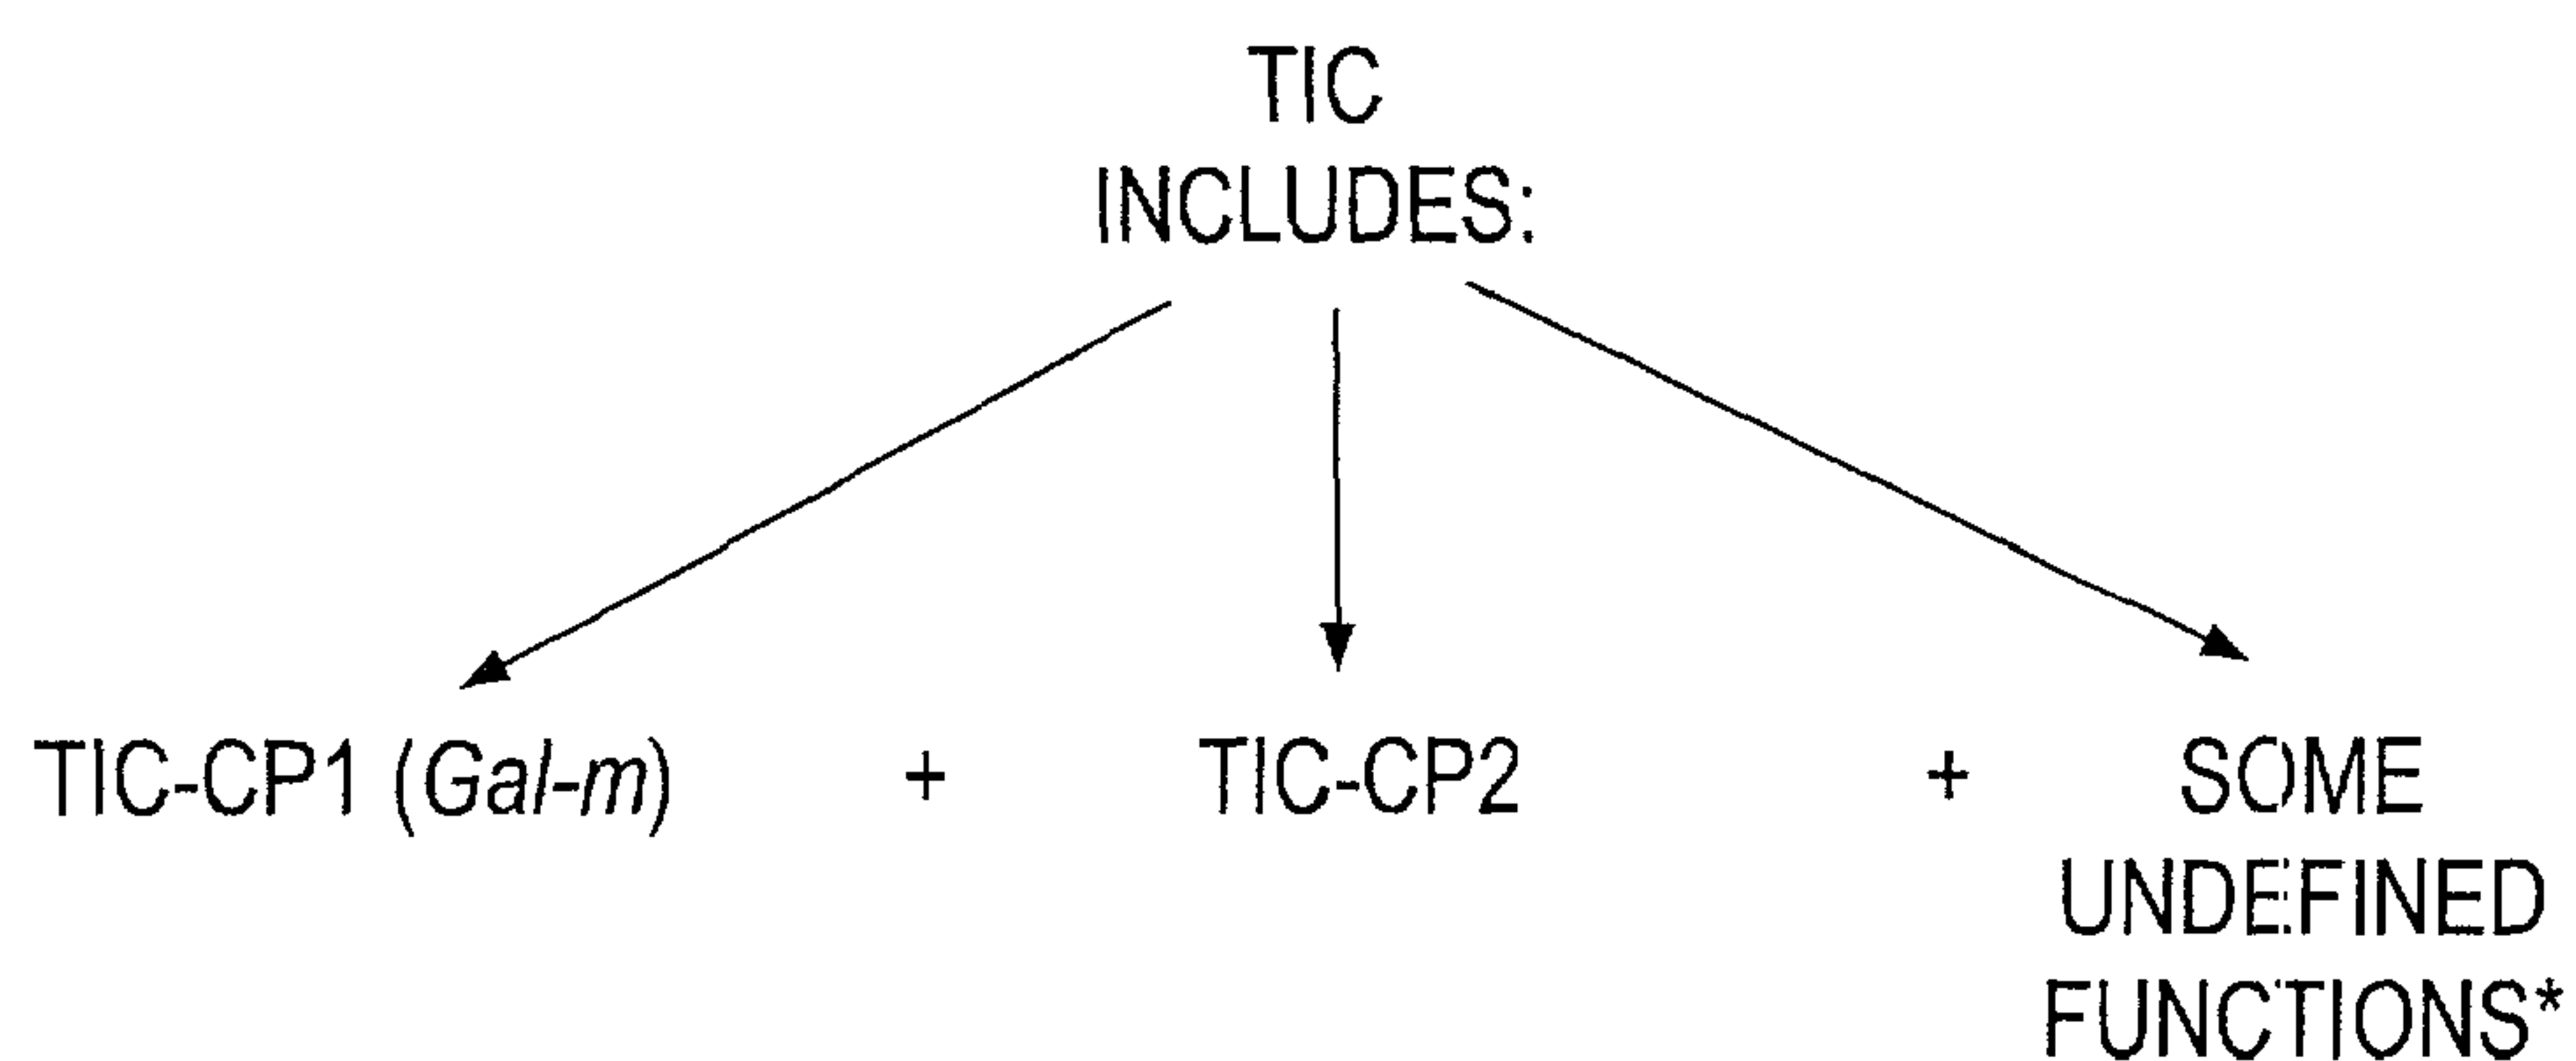 TIC
INCLUDES:
TIC-CP1 (Gal-m) + TIC-CP2 + SOME
UNDEFINED
FUNCTIONS*